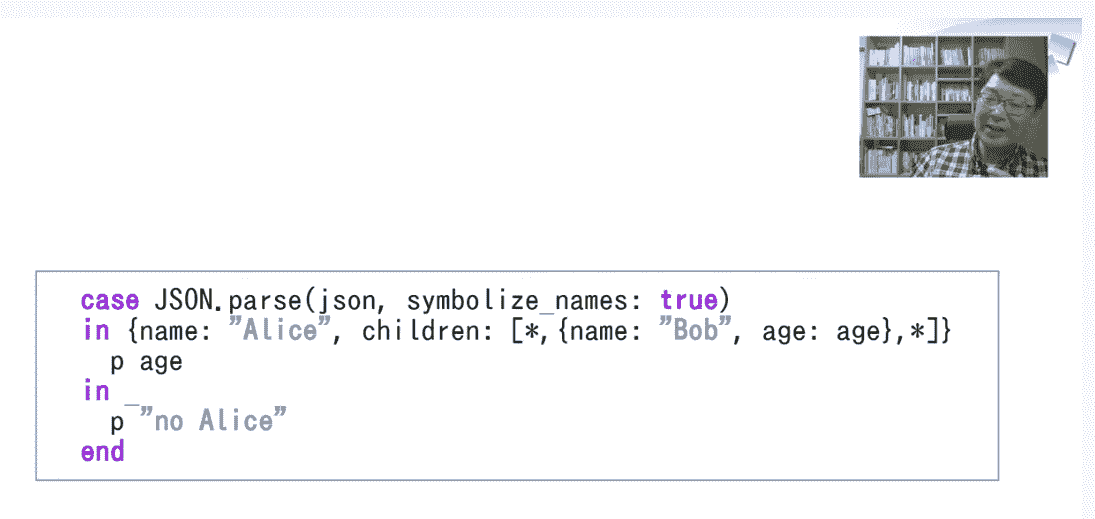 case JSON.parse(json, symbolize_names: true)
in {name: ”Alice”, children: [*,{name: ”Bob”, age: age},*]}
p age
in _
p ”no Alice”
end